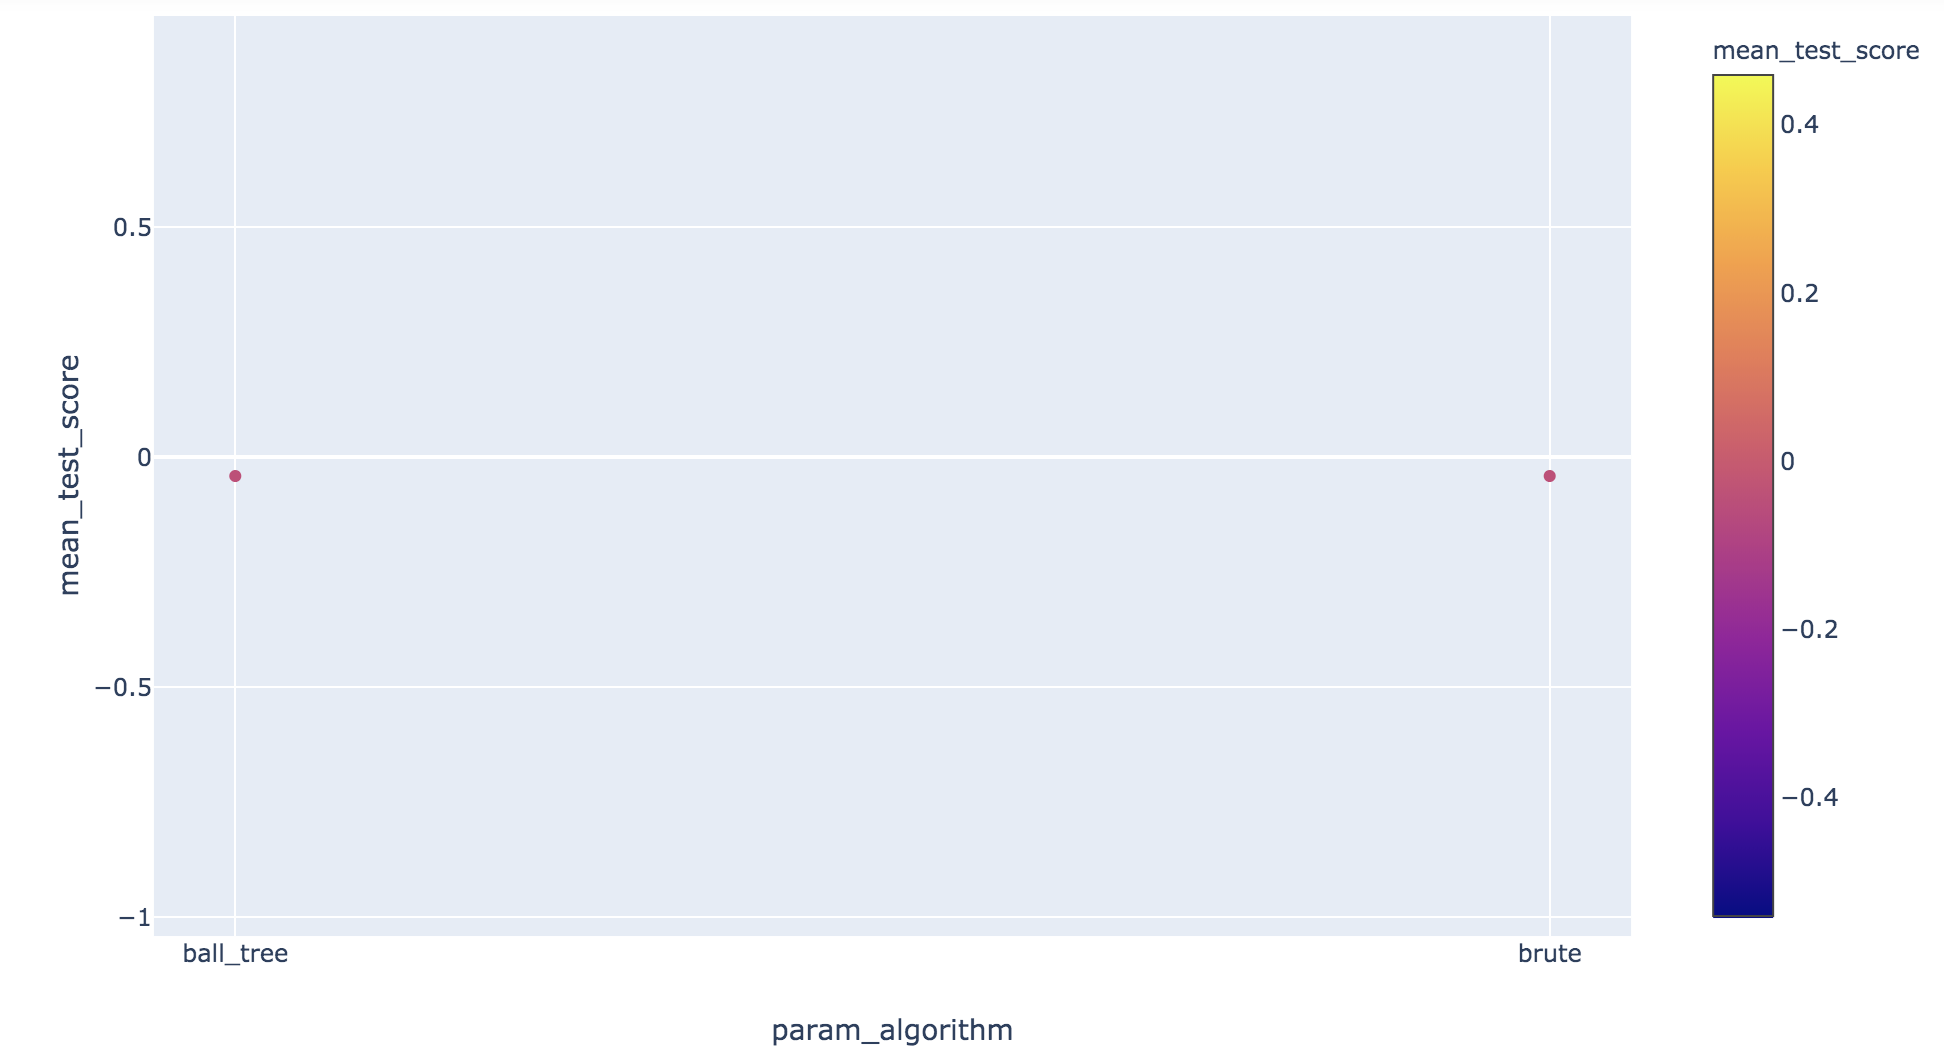 mean_test_score
0.4
0.2
0
−0.2
−0.4
0.5
0
−0.5
−1
mean_test_score
ball_tree
brute
param_algorithm